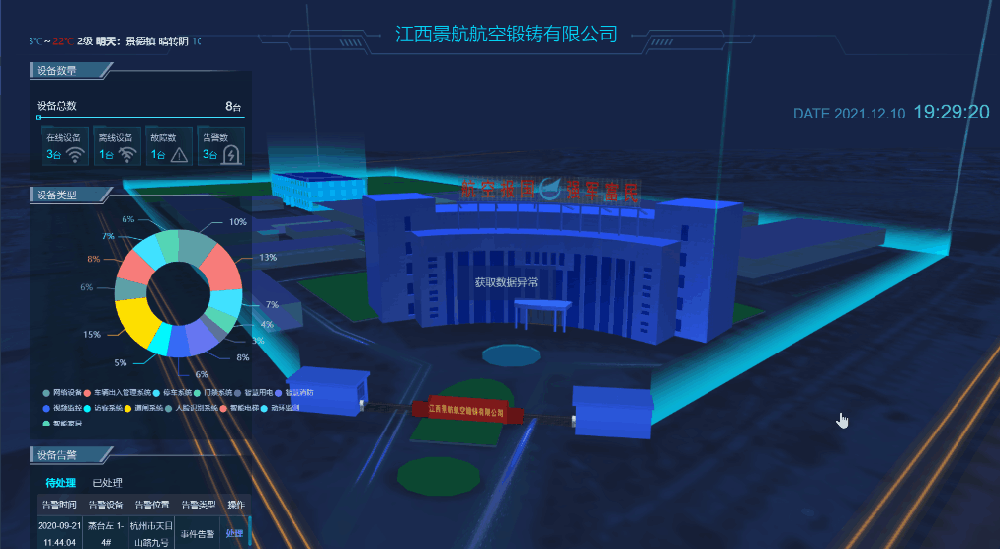 江西景航航空锻铸有限公司
3℃ ~ 22℃ 2级 明天: 景德镇 晴转阴 10
DATE 2021.12.10 19:29:20
设备数量
设备总数 8台
在线设备 离线设备 故障数 告警数
3台 1台 1台 3台
设备类型
6% 10%
7% 13%
8%
6% 7%
15% 4%
3%
5% 6% 8%
网络设备 车辆出入管理系统 停车系统 门禁系统 智慧用电 智慧消防
视频监控 访客系统 道闸系统 人脸识别系统 智能电梯 动环监测
智能家居
获取数据异常
江西景航航空锻铸有限公司
设备告警
待处理 已处理
告警时间 告警设备 告警位置 告警类型 操作
2020-09-21 蒸台左 1- 杭州市天目
11.44.04 4# 山路九号 事件告警 处理